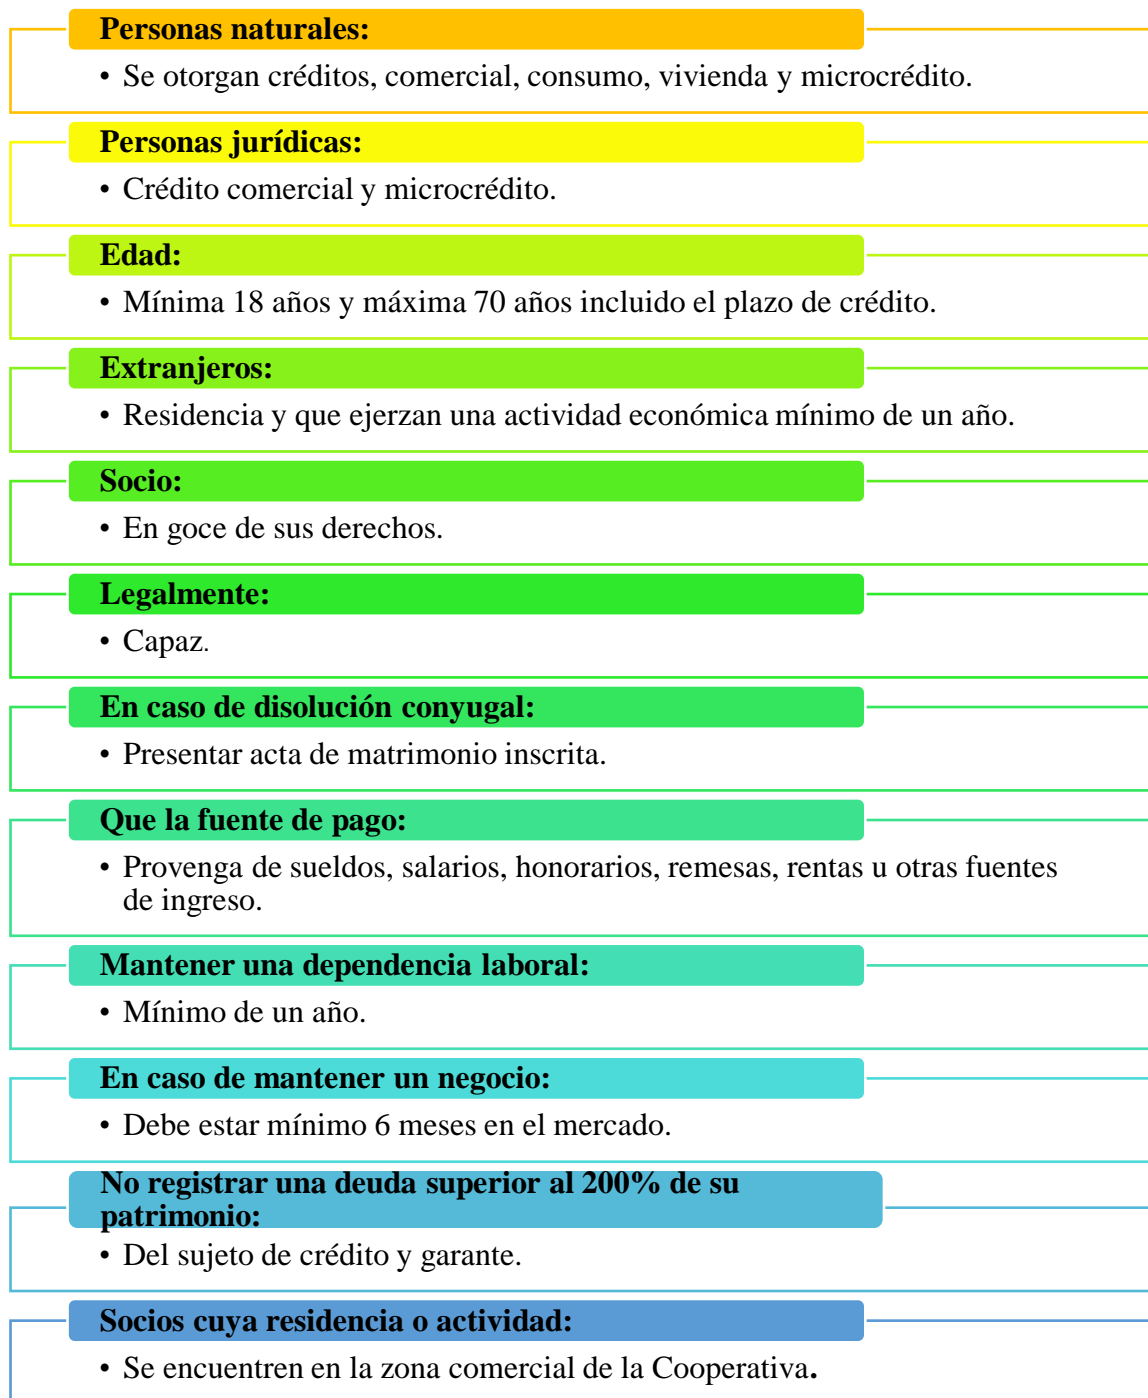 Personas naturales:
• Se otorgan créditos, comercial, consumo, vivienda y microcrédito.
Personas jurídicas:
• Crédito comercial y microcrédito.
Edad:
• Mínima 18 años y máxima 70 años incluido el plazo de crédito.
Extranjeros:
• Residencia y que ejerzan una actividad económica mínimo de un año.
Socio:
• En goce de sus derechos.
Legalmente:
• Capaz.
En caso de disolución conyugal:
• Presentar acta de matrimonio inscrita.
Que la fuente de pago:
• Provenga de sueldos, salarios, honorarios, remesas, rentas u otras fuentes
de ingreso.
Mantener una dependencia laboral:
• Mínimo de un año.
En caso de mantener un negocio:
• Debe estar mínimo 6 meses en el mercado.
No registrar una deuda superior al 200% de su
patrimonio:
• Del sujeto de crédito y garante.
Socios cuya residencia o actividad:
• Se encuentren en la zona comercial de la Cooperativa.